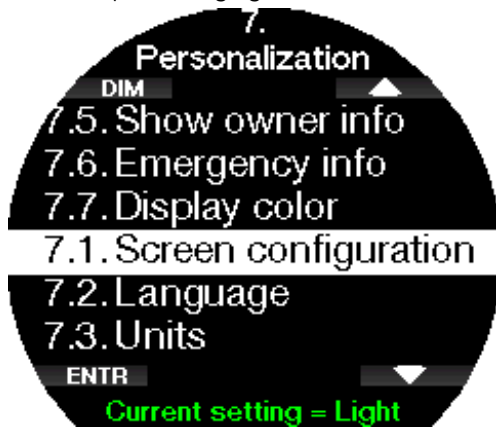 7.
Personalization
DIM
7.5. Show owner info
7.6. Emergency info
7.7. Display color
7.1. Screen configuration
7.2. Language
7.3. Units
ENTR
Current setting = Light